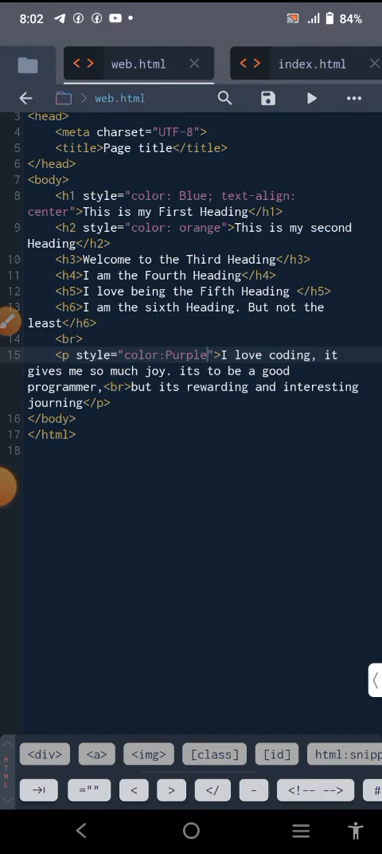 8:02 84%
web.html index.html
web.html
3 <head>
4 <meta charset="UTF-8">
5 <title>Page title</title>
6 </head>
7 <body>
8 <h1 style="color: Blue; text-align:
center">This is my First Heading</h1>
9 <h2 style="color: orange">This is my second
Heading</h2>
10 <h3>Welcome to the Third Heading</h3>
11 <h4>I am the Fourth Heading</h4>
12 <h5>I love being the Fifth Heading </h5>
13 <h6>I am the sixth Heading. But not the
least</h6>
14 <br>
15 <p style="color:Purple">I love coding, it
gives me so much joy. its to be a good
programmer,<br>but its rewarding and interesting
journing</p>
16 </body>
17 </html>
18
HTML
<div> <a> <img> [class] [id] html:snipp
="" < > </ - <!-- --> #